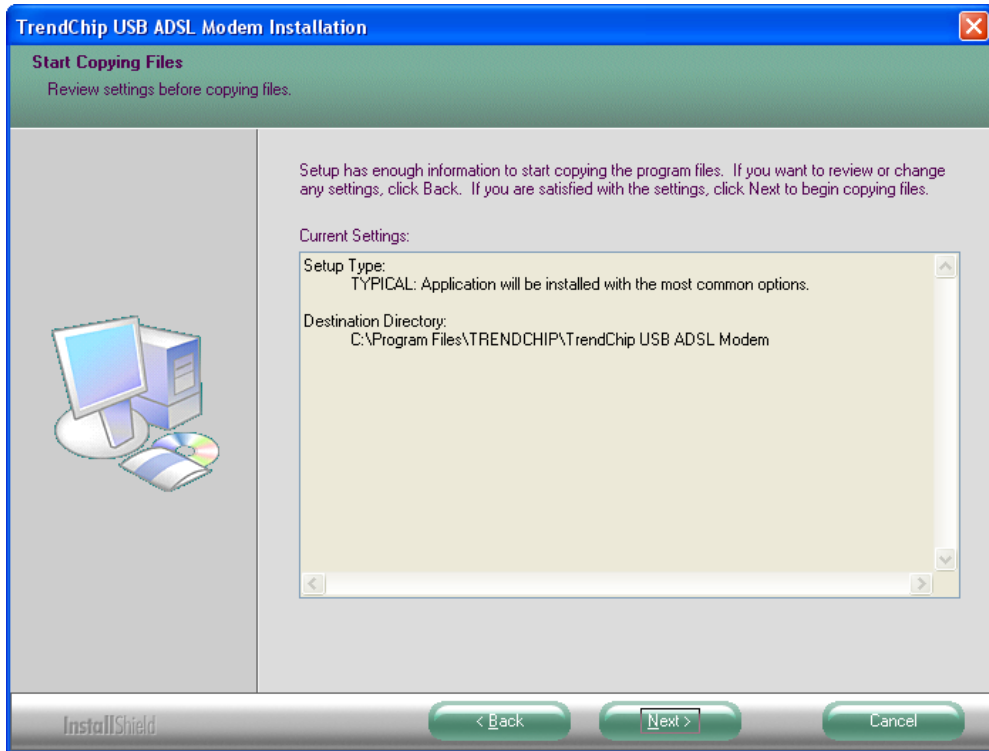 TrendChip USB ADSL Modem Installation
Start Copying Files
Review settings before copying files.
Setup has enough information to start copying the program files.  If you want to review or change
any settings, click Back.  If you are satisfied with the settings, click Next to begin copying files.
Current Settings:
Setup Type:
TYPICAL: Application will be installed with the most common options.
Destination Directory:
C:\Program Files\TRENDCHIP\TrendChip USB ADSL Modem
InstallShield
< Back
Next >
Cancel